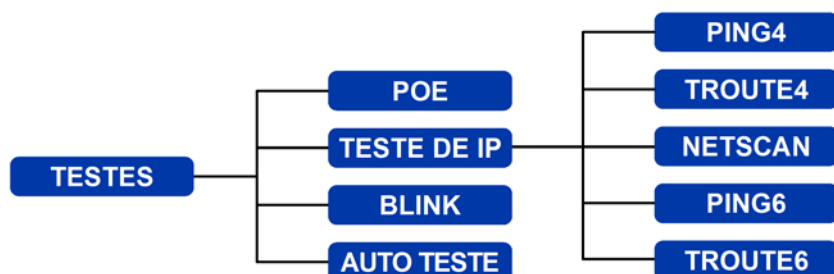 TESTES
POE
TESTE DE IP
BLINK
AUTO TESTE
PING4
TROUTE4
NETSCAN
PING6
TROUTE6